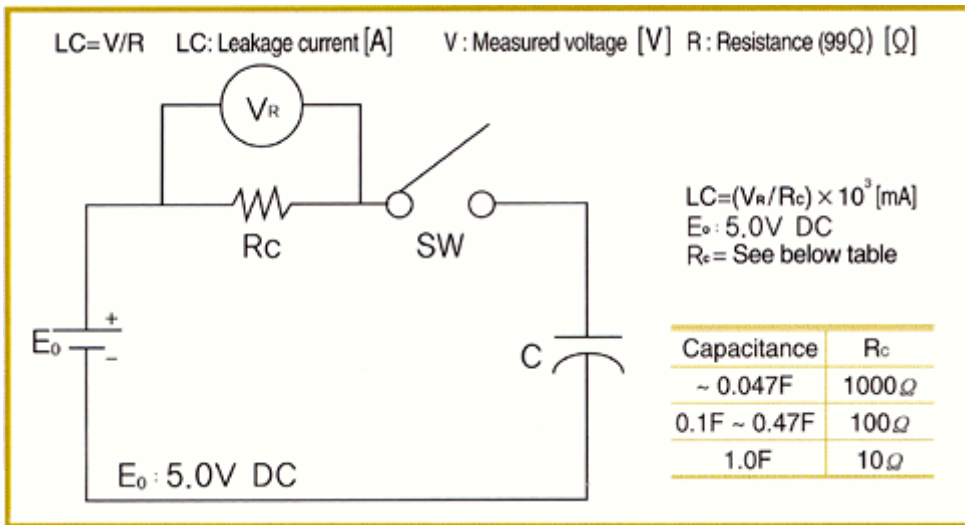 LC=V/R LC: Leakage current [A] V : Measured voltage [V] R : Resistance (99Ω) [Ω]
VR
Rc
SW
LC=(VR/Rc) × 10³ [mA]
E₀ : 5.0V DC
Rc = See below table
+
E₀
−
C
Capacitance Rc
~ 0.047F 1000Ω
0.1F ~ 0.47F 100Ω
1.0F 10Ω
E₀ : 5.0V DC